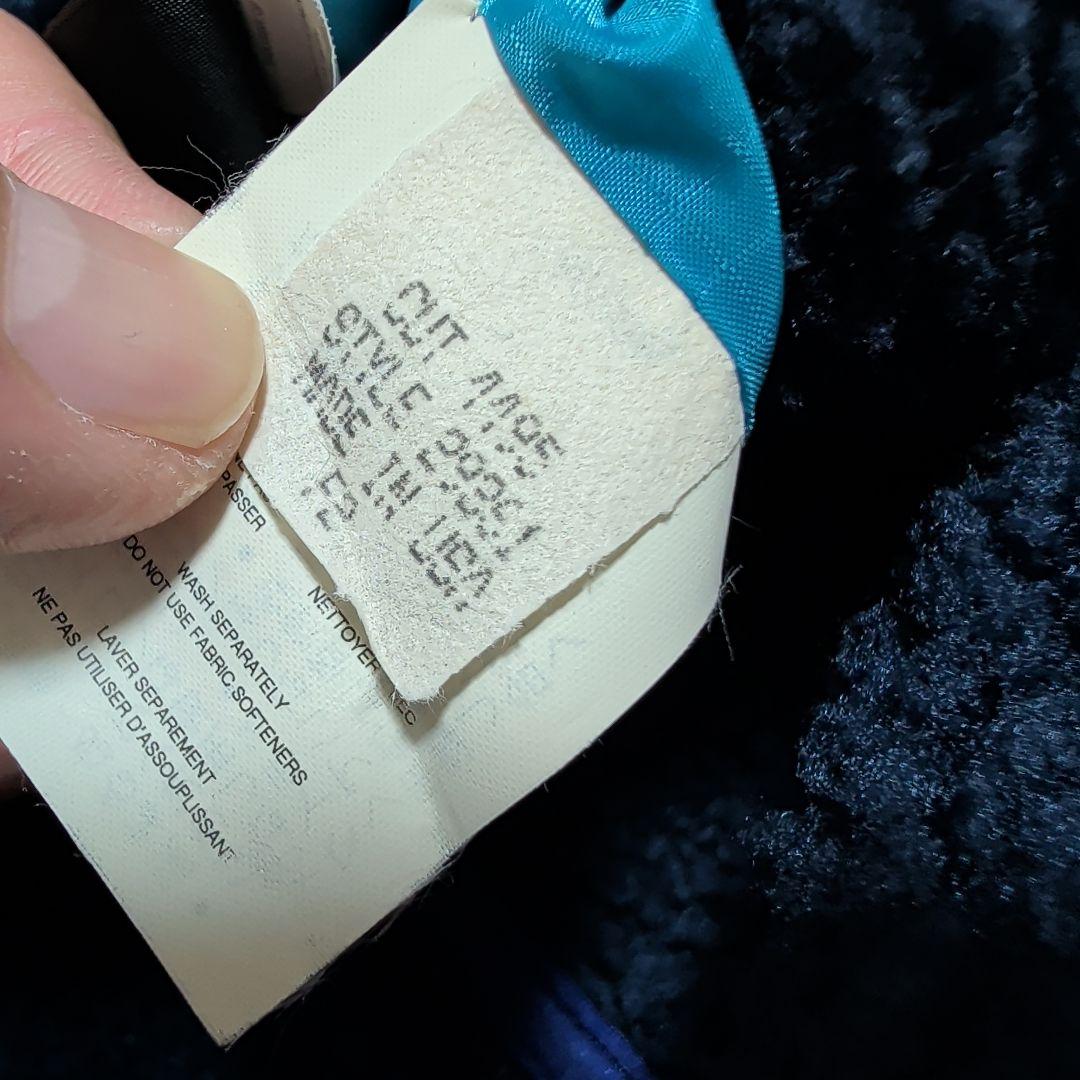 CUT
STYLE
MADE IN USA
PASSER
WASH SEPARATELY
DO NOT USE FABRIC SOFTENERS
NETTOYER
LAVER SEPAREMENT
NE PAS UTILISER D'ASSOUPLISSANT